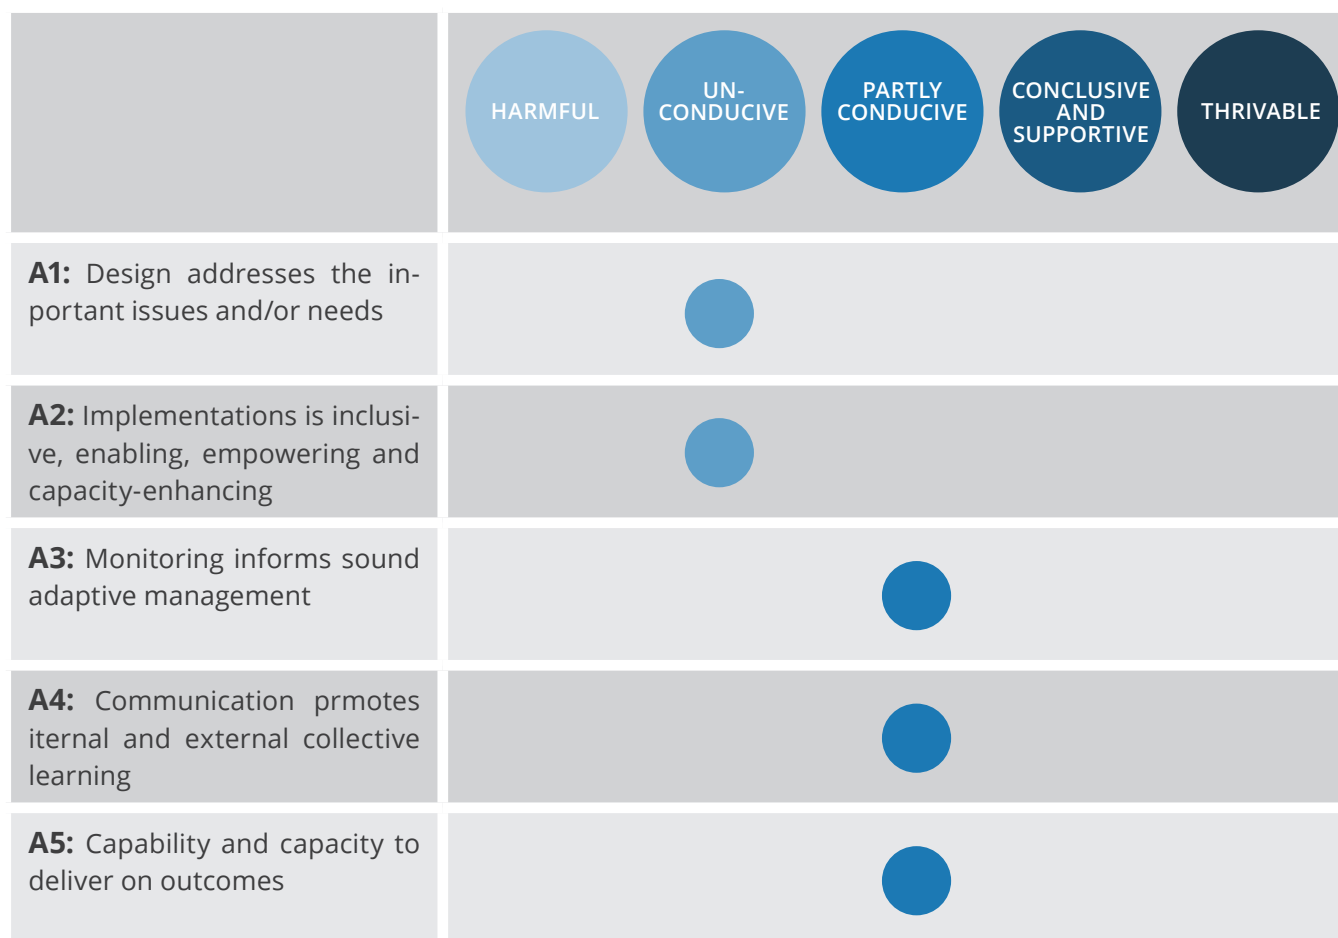 HARMFUL
UN-
CONDUCIVE
PARTLY
CONDUCIVE
CONCLUSIVE
AND
SUPPORTIVE
THRIVABLE
A1: Design addresses the in-
portant issues and/or needs
A2: Implementations is inclusi-
ve, enabling, empowering and
capacity-enhancing
A3: Monitoring informs sound
adaptive management
A4: Communication prmotes
iternal and external collective
learning
A5: Capability and capacity to
deliver on outcomes